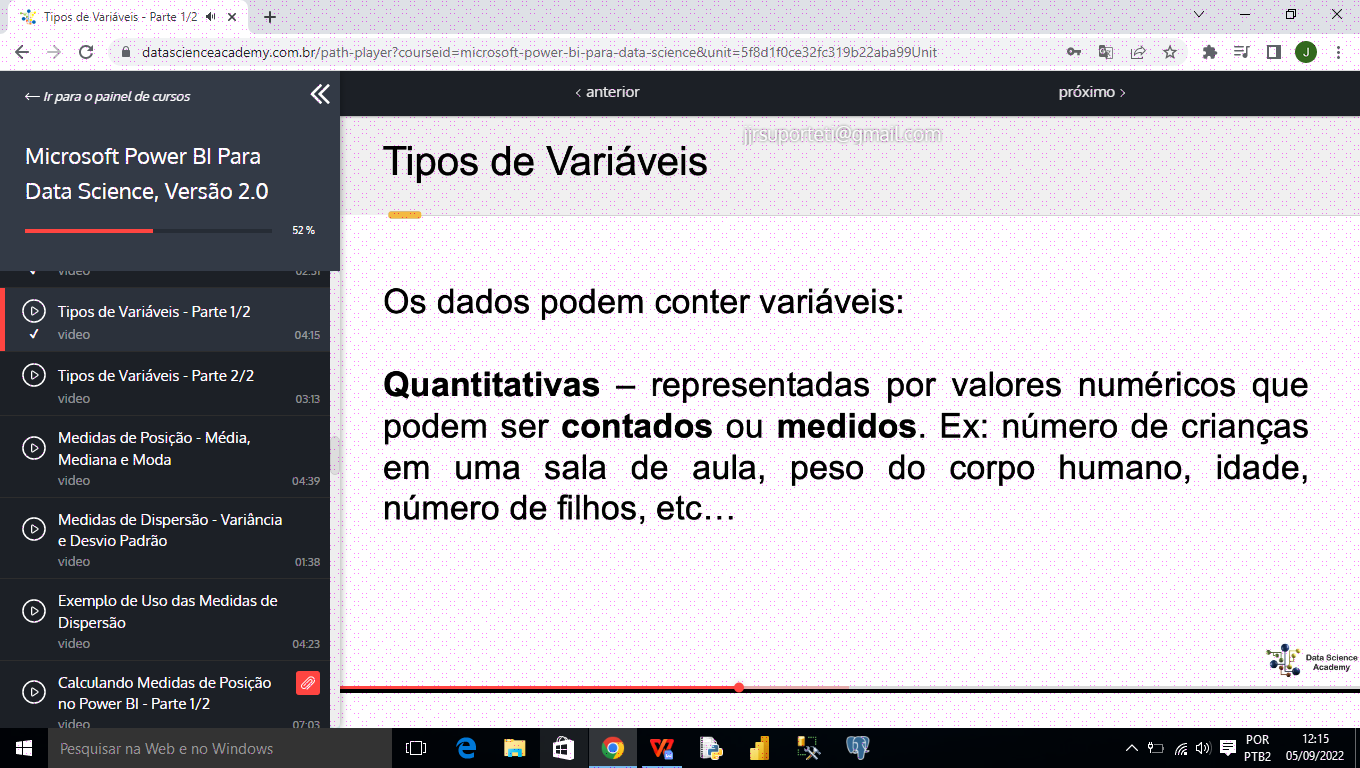 Tipos de Variáveis - Parte 1/2
datascienceacademy.com.br/path-player?courseid=microsoft-power-bi-para-data-science&unit=5f8d1f0ce32fc319b22aba99Unit
J
← Ir para o painel de cursos
‹ anterior
próximo ›
Microsoft Power BI Para
Data Science, Versão 2.0
52 %
video
02:31
Tipos de Variáveis - Parte 1/2
video
04:15
Tipos de Variáveis - Parte 2/2
video
03:13
Medidas de Posição - Média,
Mediana e Moda
video
04:39
Medidas de Dispersão - Variância
e Desvio Padrão
video
01:38
Exemplo de Uso das Medidas de
Dispersão
video
04:23
Calculando Medidas de Posição
no Power BI - Parte 1/2
video
07:03
jjrsuporteri@gmail.com
Tipos de Variáveis
Os dados podem conter variáveis:
Quantitativas – representadas por valores numéricos que
podem ser contados ou medidos. Ex: número de crianças
em uma sala de aula, peso do corpo humano, idade,
número de filhos, etc…
Data Science
Academy
Pesquisar na Web e no Windows
POR
PTB2
12:15
05/09/2022